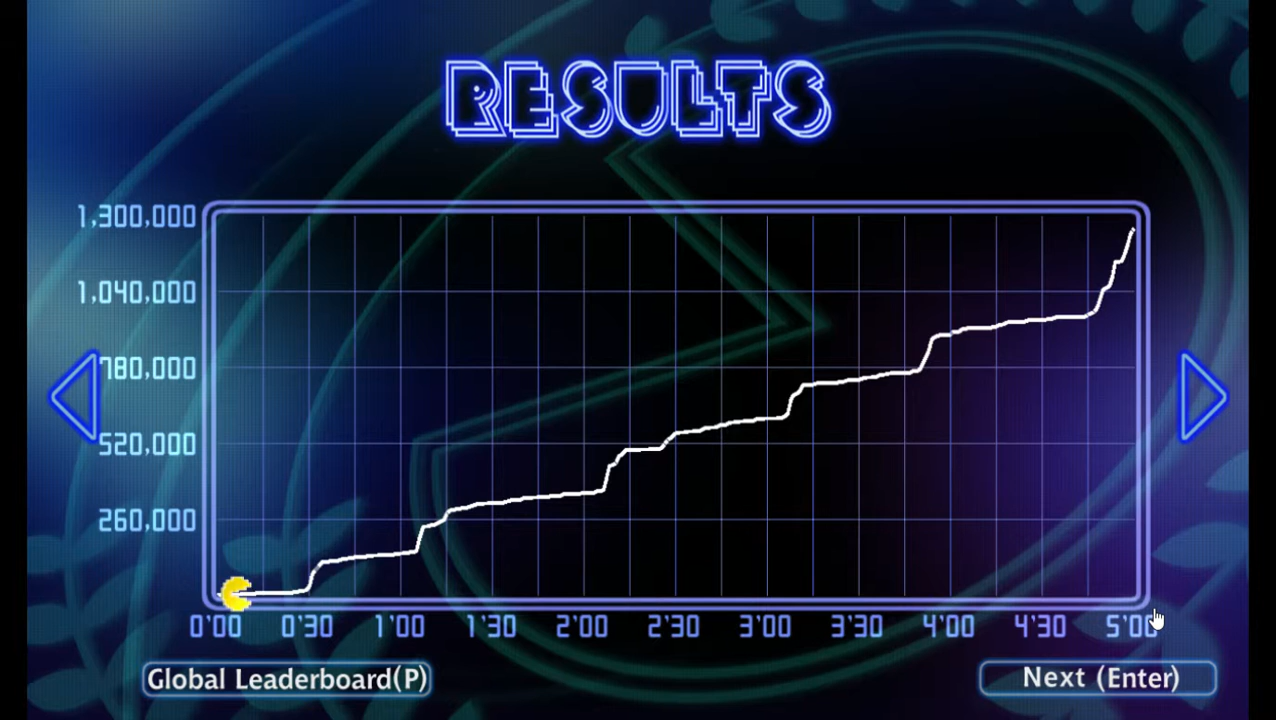 RESULTS
1,300,000
1,040,000
780,000
520,000
260,000
0'00 0'30 1'00 1'30 2'00 2'30 3'00 3'30 4'00 4'30 5'00
Global Leaderboard(P)
Next (Enter)